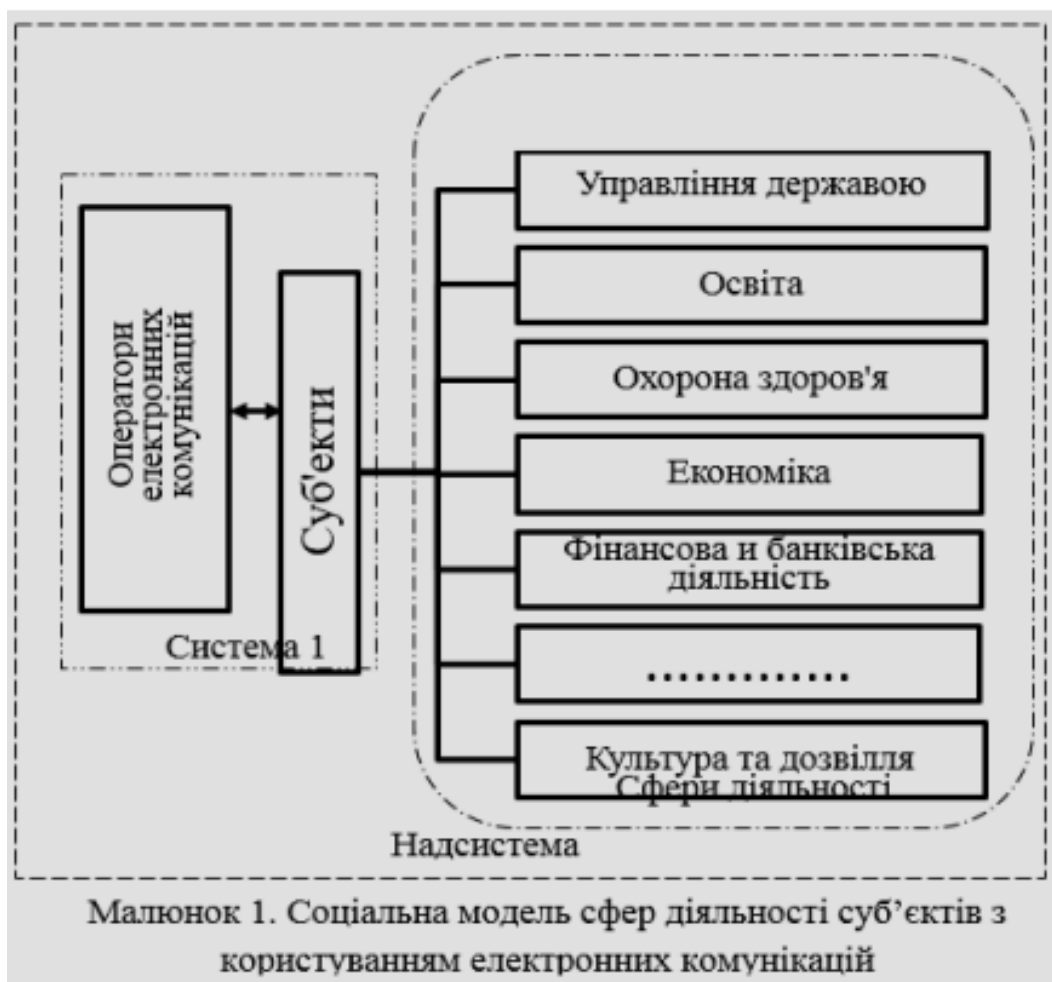 Оператори
електронних
комунікацій
Суб'екти
Система 1
Управління державою
Освіта
Охорона здоров'я
Економіка
Фінансова и банківська
діяльність
.............
Культура та дозвілля
Сфери діяльності
Надсистема
Малюнок 1. Соціальна модель сфер діяльності суб’єктів з
користуванням електронних комунікацій